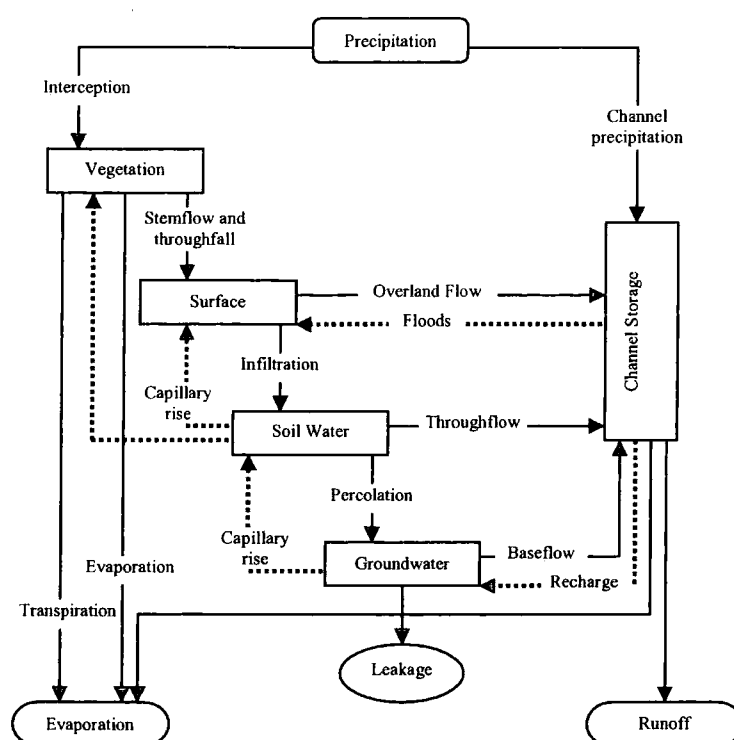 Precipitation
Interception
Channel
precipitation
Vegetation
Stemflow and
throughfall
Channel Storage
Surface
Overland Flow
Floods
Infiltration
Capillary
rise
Soil Water
Throughflow
Percolation
Capillary
rise
Groundwater
Baseflow
Recharge
Evaporation
Transpiration
Leakage
Evaporation
Runoff